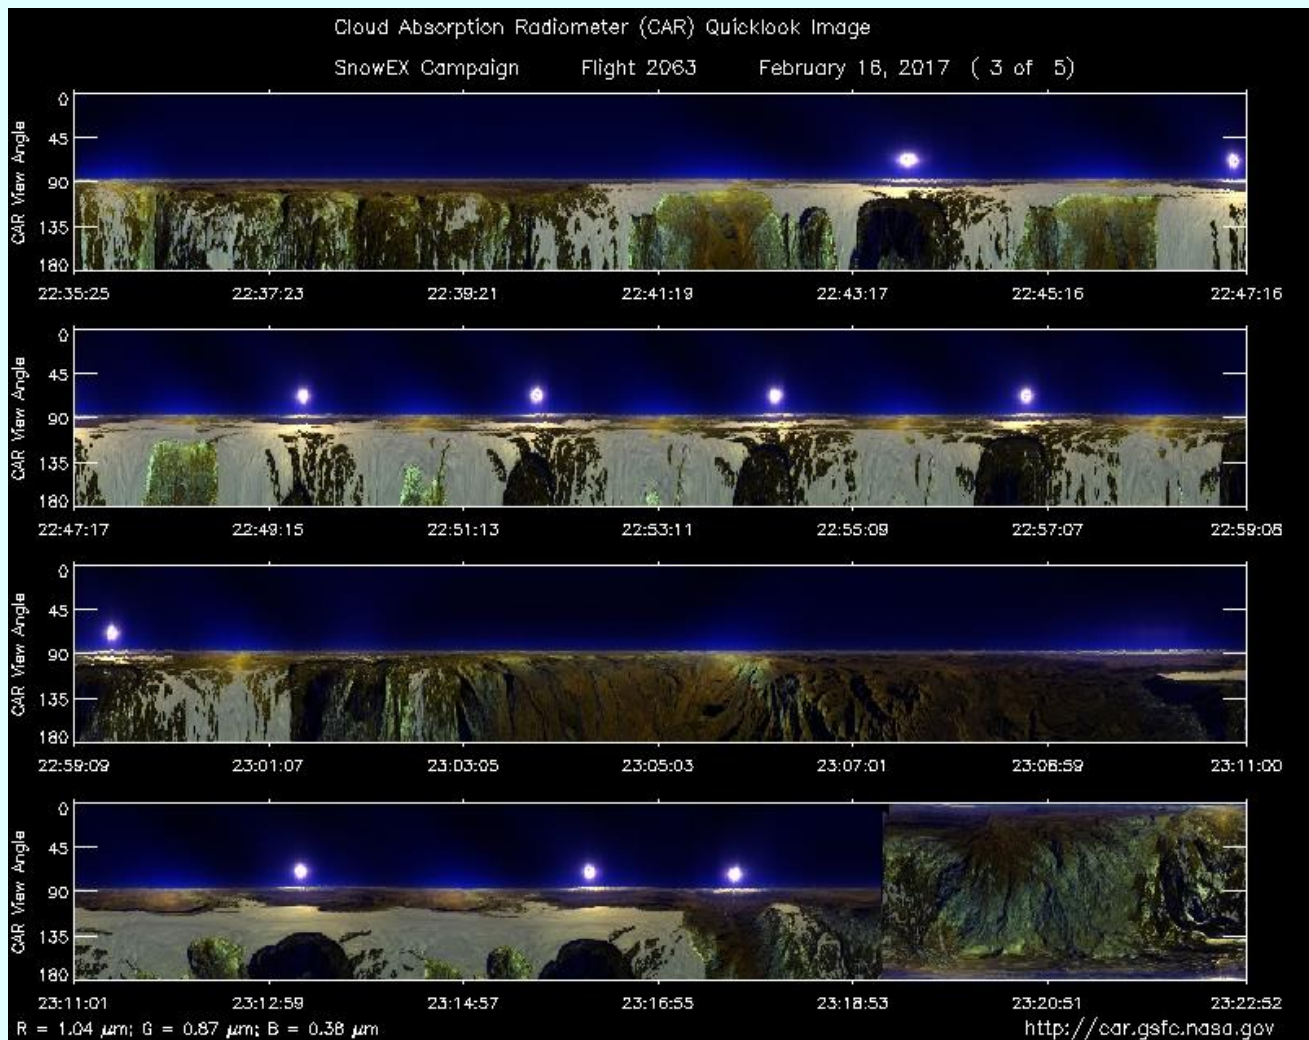 Cloud Absorption Radiometer (CAR) Quicklook Image
SnowEX Campaign Flight 2063 February 16, 2017 ( 3 of 5)
CAR View Angle
0
45
90
135
180
22:35:25 22:37:23 22:39:21 22:41:19 22:43:17 22:45:16 22:47:16
CAR View Angle
0
45
90
135
180
22:47:17 22:49:15 22:51:13 22:53:11 22:55:09 22:57:07 22:59:08
CAR View Angle
0
45
90
135
180
22:59:09 23:01:07 23:03:05 23:05:03 23:07:01 23:08:59 23:11:00
CAR View Angle
0
45
90
135
180
23:11:01 23:12:59 23:14:57 23:16:55 23:18:53 23:20:51 23:22:52
R = 1.04 μm; G = 0.87 μm; B = 0.38 μm http://car.gsfc.nasa.gov